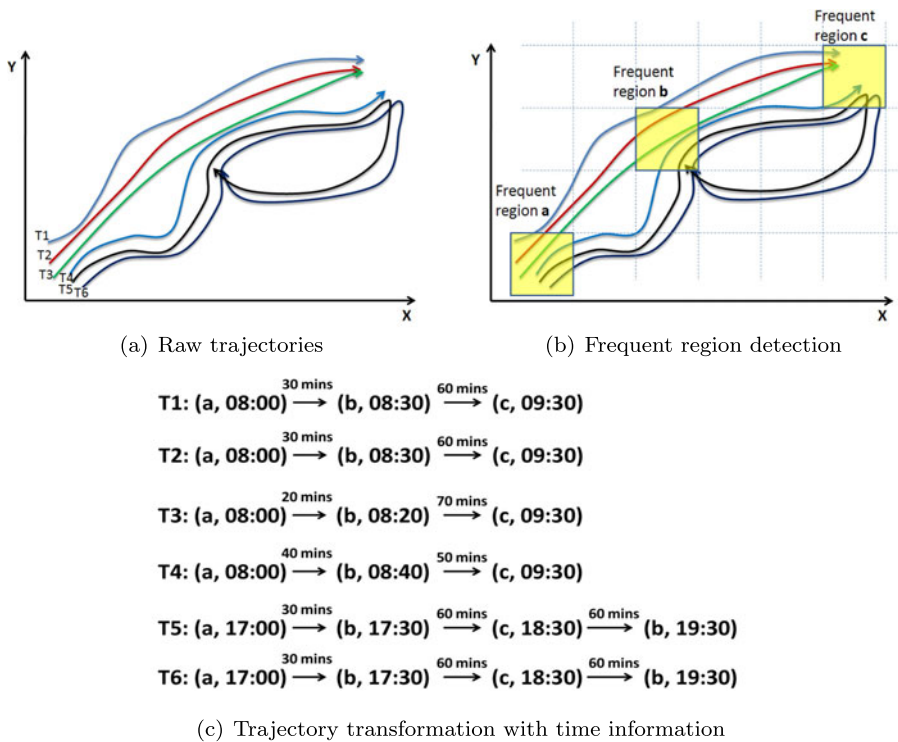 Y
T1
T2
T3
T4
T5
T6
X
(a) Raw trajectories
Frequent
region c
Y
Frequent
region b
Frequent
region a
X
(b) Frequent region detection
30 mins 60 mins
T1: (a, 08:00) → (b, 08:30) → (c, 09:30)
30 mins 60 mins
T2: (a, 08:00) → (b, 08:30) → (c, 09:30)
20 mins 70 mins
T3: (a, 08:00) → (b, 08:20) → (c, 09:30)
40 mins 50 mins
T4: (a, 08:00) → (b, 08:40) → (c, 09:30)
30 mins 60 mins 60 mins
T5: (a, 17:00) → (b, 17:30) → (c, 18:30) → (b, 19:30)
30 mins 60 mins 60 mins
T6: (a, 17:00) → (b, 17:30) → (c, 18:30) → (b, 19:30)
(c) Trajectory transformation with time information